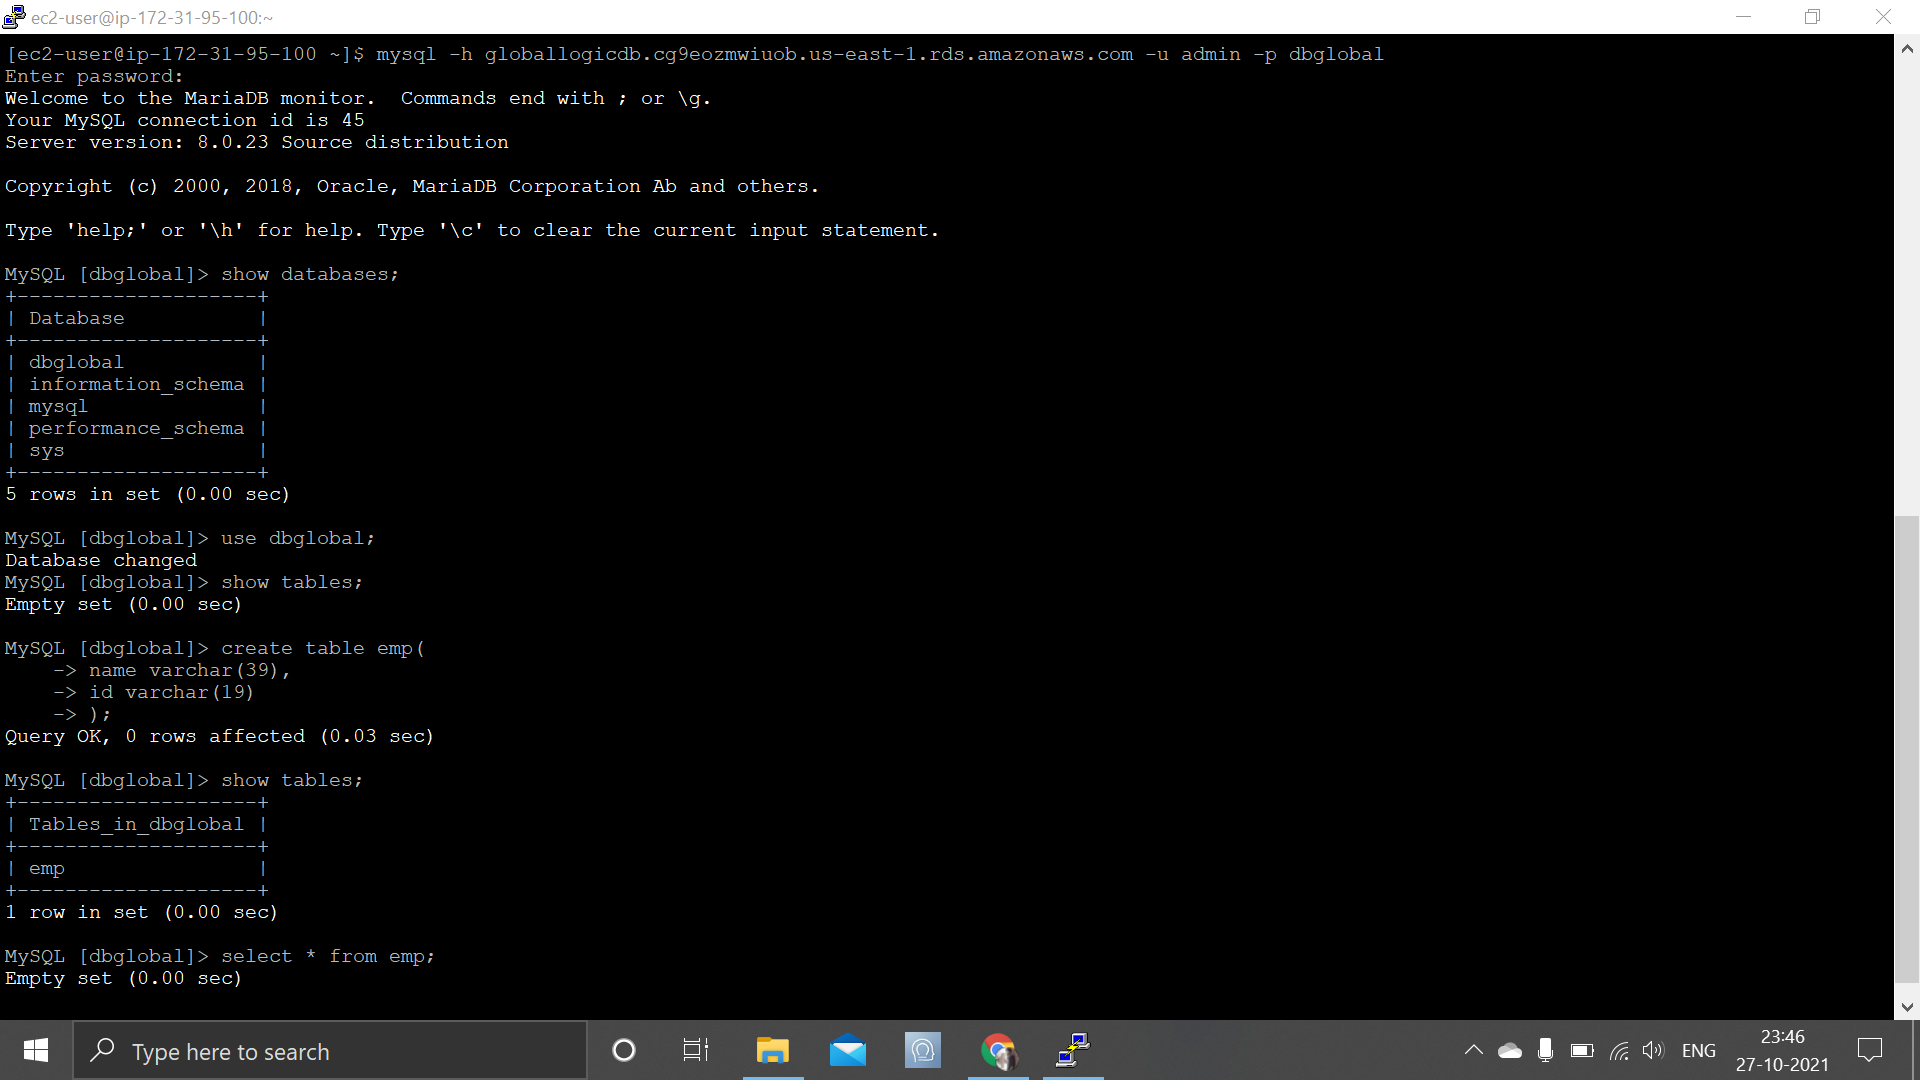 ec2-user@ip-172-31-95-100:~
[ec2-user@ip-172-31-95-100 ~]$ mysql -h globallogicdb.cg9eozmwiuob.us-east-1.rds.amazonaws.com -u admin -p dbglobal
Enter password:
Welcome to the MariaDB monitor.  Commands end with ; or \g.
Your MySQL connection id is 45
Server version: 8.0.23 Source distribution

Copyright (c) 2000, 2018, Oracle, MariaDB Corporation Ab and others.

Type 'help;' or '\h' for help. Type '\c' to clear the current input statement.

MySQL [dbglobal]> show databases;
+--------------------+
| Database           |
+--------------------+
| dbglobal           |
| information_schema |
| mysql              |
| performance_schema |
| sys                |
+--------------------+
5 rows in set (0.00 sec)

MySQL [dbglobal]> use dbglobal;
Database changed
MySQL [dbglobal]> show tables;
Empty set (0.00 sec)

MySQL [dbglobal]> create table emp(
    -> name varchar(39),
    -> id varchar(19)
    -> );
Query OK, 0 rows affected (0.03 sec)

MySQL [dbglobal]> show tables;
+--------------------+
| Tables_in_dbglobal |
+--------------------+
| emp                |
+--------------------+
1 row in set (0.00 sec)

MySQL [dbglobal]> select * from emp;
Empty set (0.00 sec)
Type here to search
ENG
23:46
27-10-2021